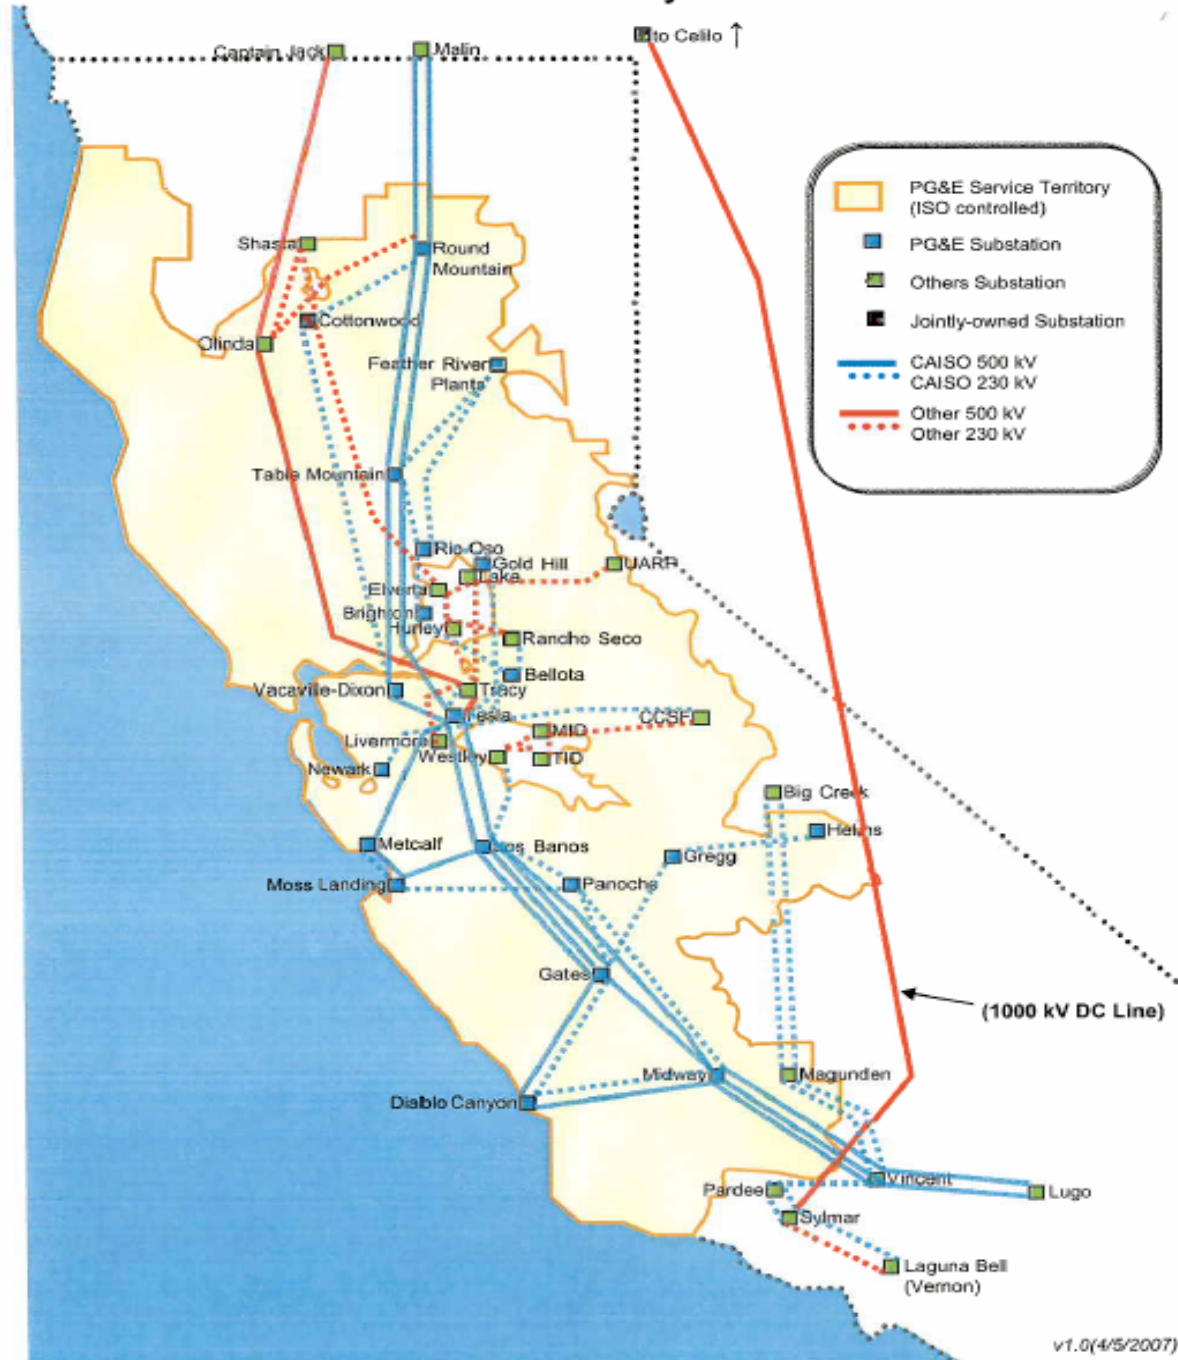 Captain Jack
Malin
to Celilo ↑
PG&E Service Territory
(ISO controlled)
PG&E Substation
Others Substation
Jointly-owned Substation
CAISO 500 kV
CAISO 230 kV
Other 500 kV
Other 230 kV
Shasta
Round
Mountain
Cottonwood
Olinda
Feather River
Plants
Table Mountain
Rio Oso
Gold Hill
Lake
UARP
Elverta
Brighton
Hurley
Rancho Seco
Bellota
Vacaville-Dixon
Tracy
Tesla
CCSF
MID
Livermore
Westley
TID
Newark
Big Creek
Helms
Metcalf
Los Banos
Gregg
Moss Landing
Panoche
Gates
(1000 kV DC Line)
Midway
Magunden
Dialblo Canyon
Vincent
Pardee
Lugo
Sylmar
Laguna Bell
(Vernon)
v1.0(4/5/2007)